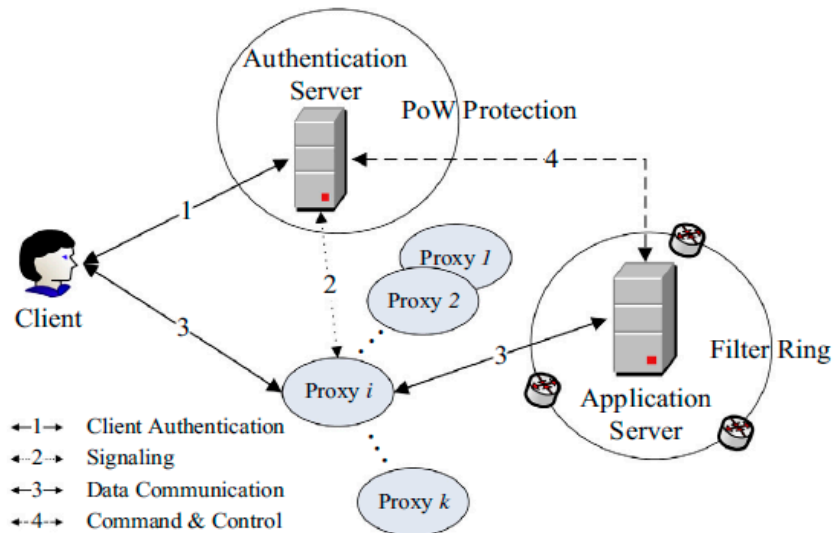 Authentication
Server
PoW Protection
4
1
Client
2
Proxy 1
Proxy 2
3
3
Proxy i
Filter Ring
Application
Server
Proxy k
1 Client Authentication
2 Signaling
3 Data Communication
4 Command & Control